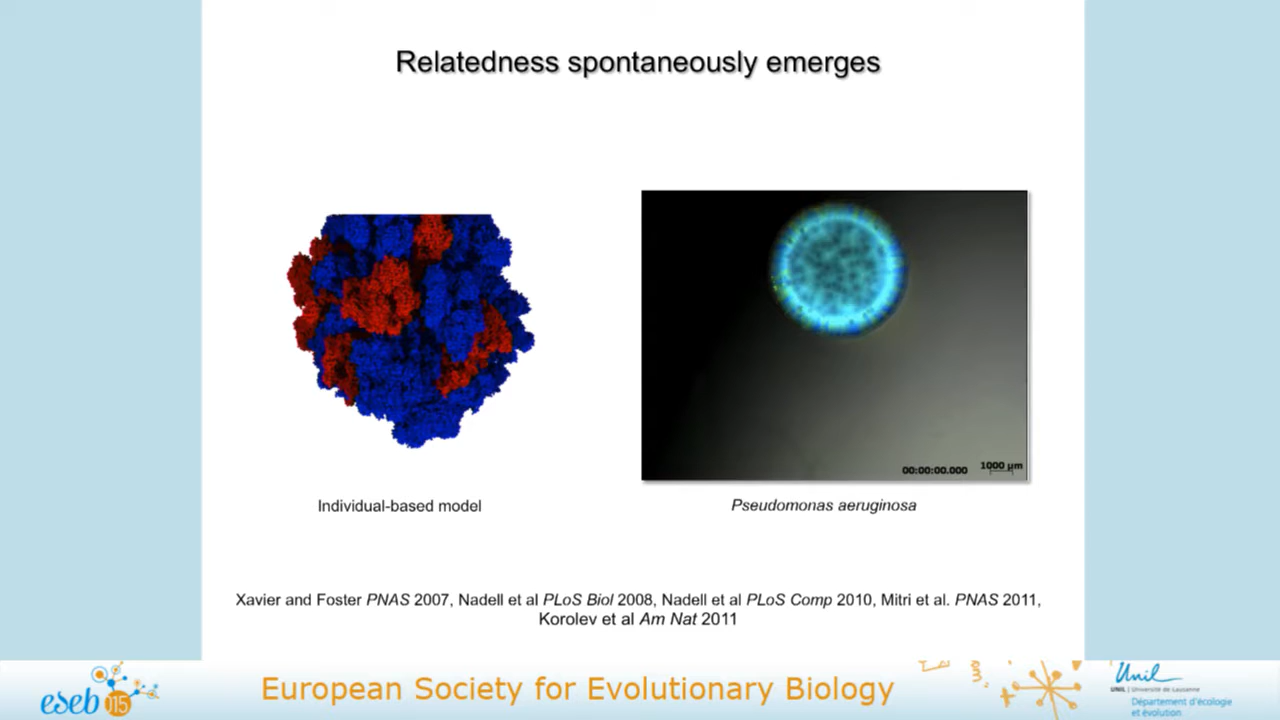 Relatedness spontaneously emerges
00:00:00.000
1000 µm
Individual-based model
Pseudomonas aeruginosa
Xavier and Foster PNAS 2007, Nadell et al PLoS Biol 2008, Nadell et al PLoS Comp 2010, Mitri et al. PNAS 2011,
Korolev et al Am Nat 2011
eseb 115
European Society for Evolutionary Biology
Unil
UNIL | Université de Lausanne
Département d'écologie
et évolution